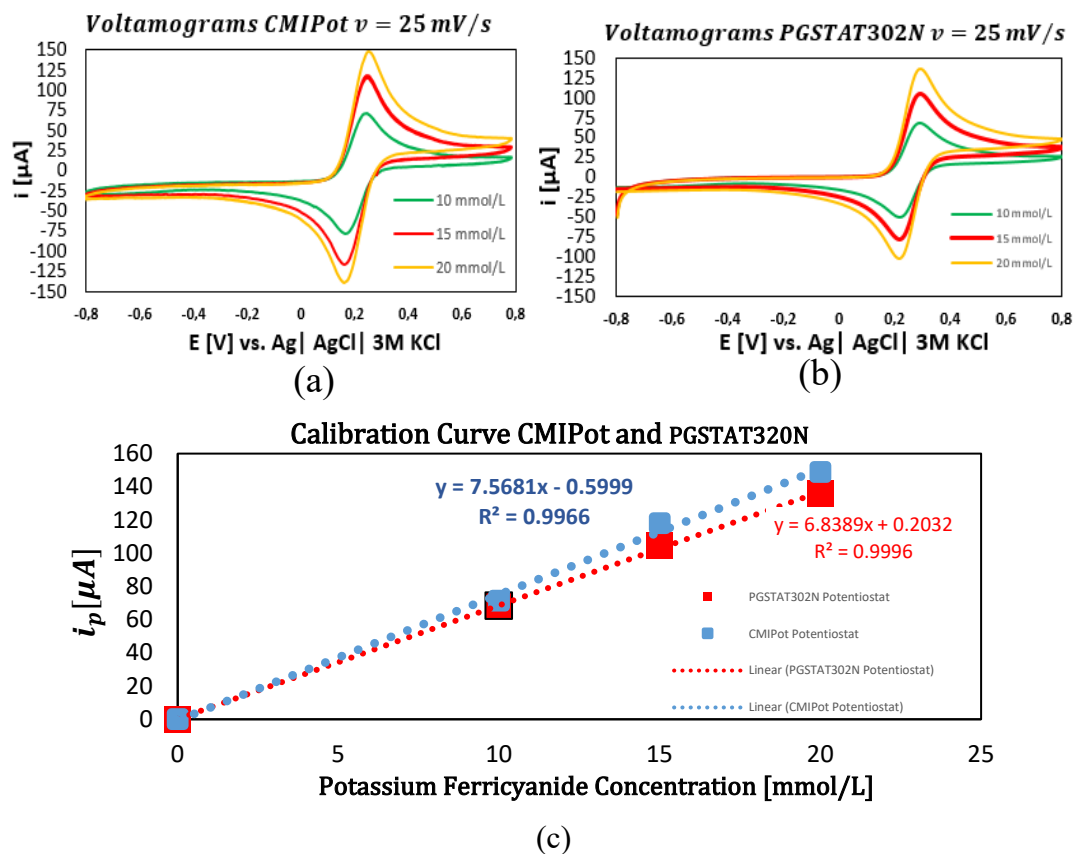 Voltamograms CMIPot v = 25 mV/s
i [µA]
150
125
100
75
50
25
0
-25
-50
-75
-100
-125
-150
10 mmol/L
15 mmol/L
20 mmol/L
-0,8 -0,6 -0,4 -0,2 0 0,2 0,4 0,6 0,8
E [V] vs. Ag| AgCl| 3M KCl
(a)
Voltamograms PGSTAT302N v = 25 mV/s
i [µA]
150
125
100
75
50
25
0
-25
-50
-75
-100
-125
-150
10 mmol/L
15 mmol/L
20 mmol/L
-0,8 -0,6 -0,4 -0,2 0 0,2 0,4 0,6 0,8
E [V] vs. Ag| AgCl| 3M KCl
(b)
Calibration Curve CMIPot and PGSTAT320N
ip[µA]
160
140
120
100
80
60
40
20
0
y = 7.5681x - 0.5999
R² = 0.9966
y = 6.8389x + 0.2032
R² = 0.9996
PGSTAT302N Potentiostat
CMIPot Potentiostat
Linear (PGSTAT302N Potentiostat)
Linear (CMIPot Potentiostat)
0 5 10 15 20 25
Potassium Ferricyanide Concentration [mmol/L]
(c)